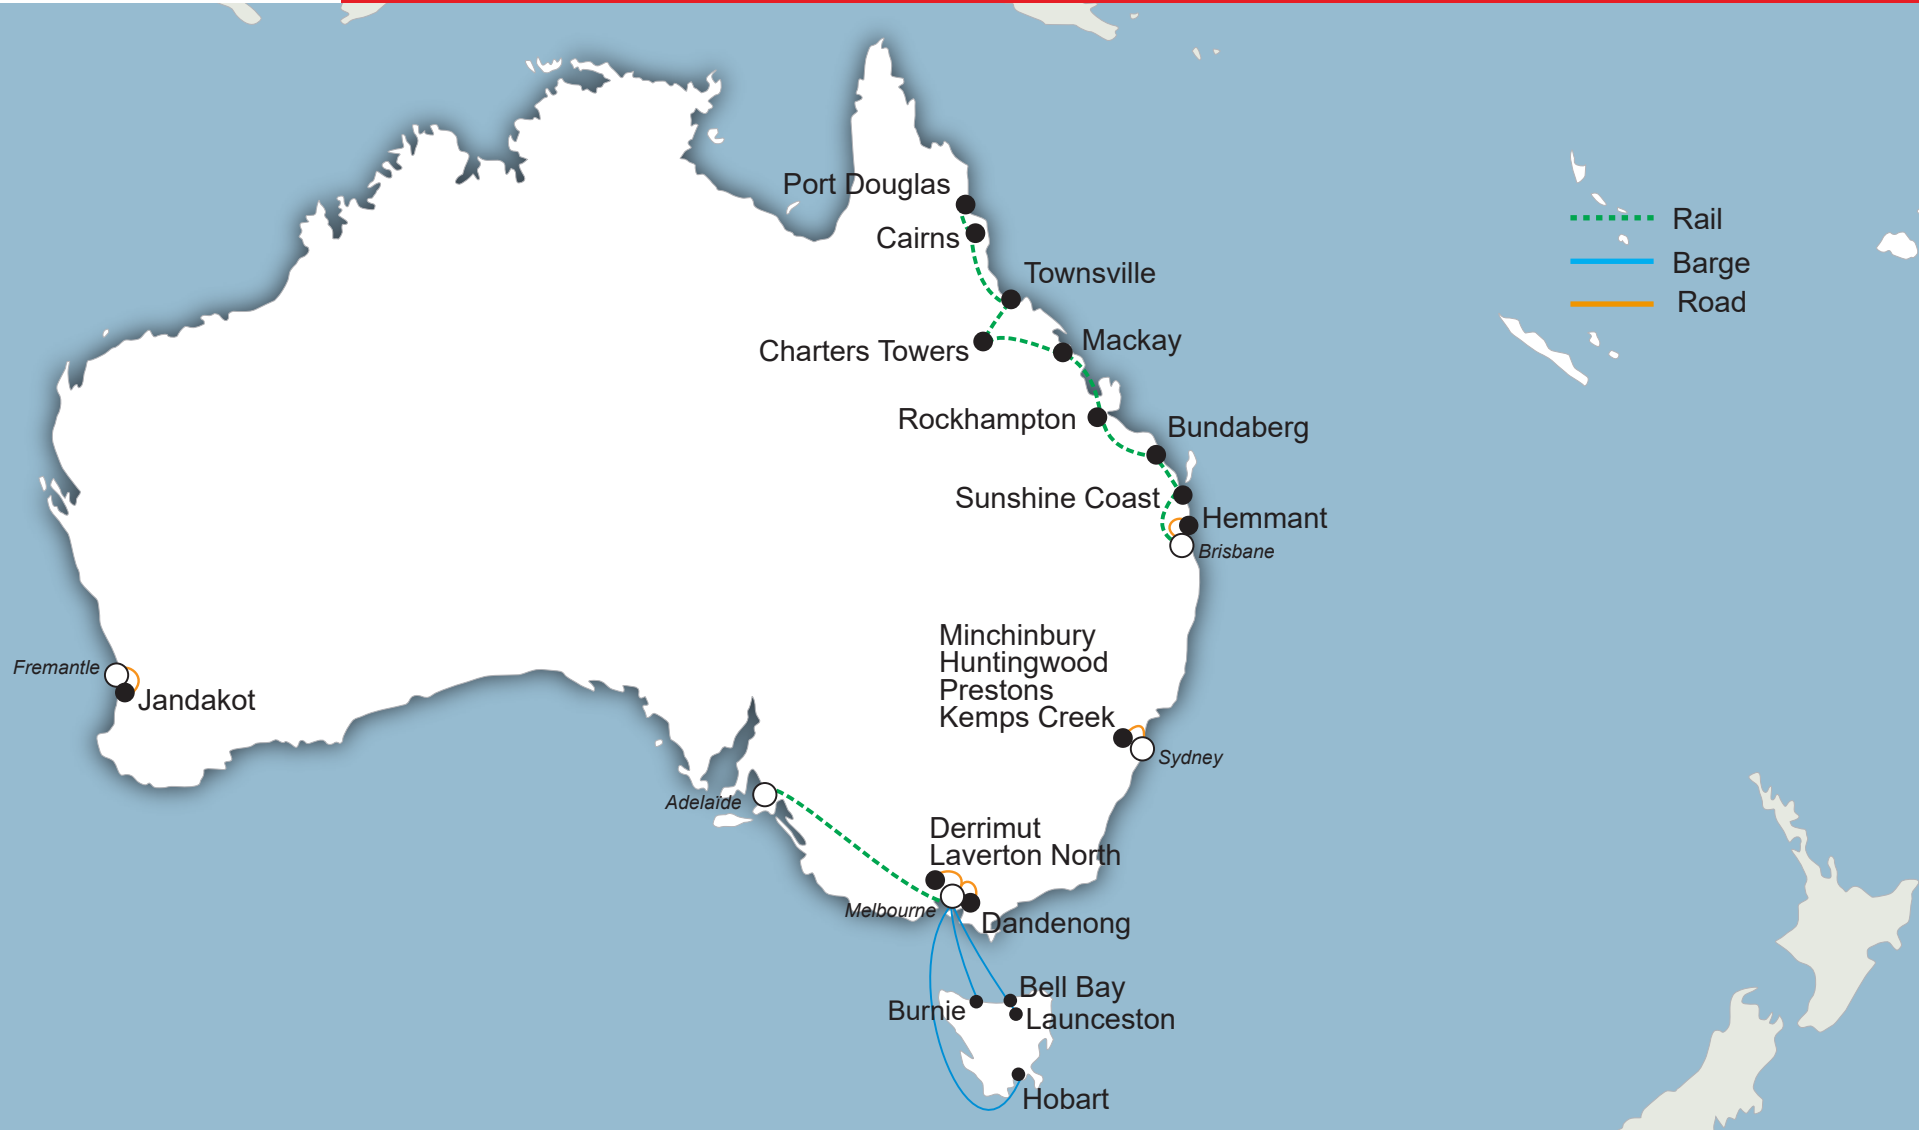 Port Douglas
Cairns
Townsville
Charters Towers
Mackay
Rockhampton
Bundaberg
Sunshine Coast
Hemmant
Brisbane
Rail
Barge
Road
Minchinbury
Huntingwood
Prestons
Kemps Creek
Sydney
Fremantle
Jandakot
Adelaïde
Derrimut
Laverton North
Melbourne
Dandenong
Bell Bay
Burnie
Launceston
Hobart